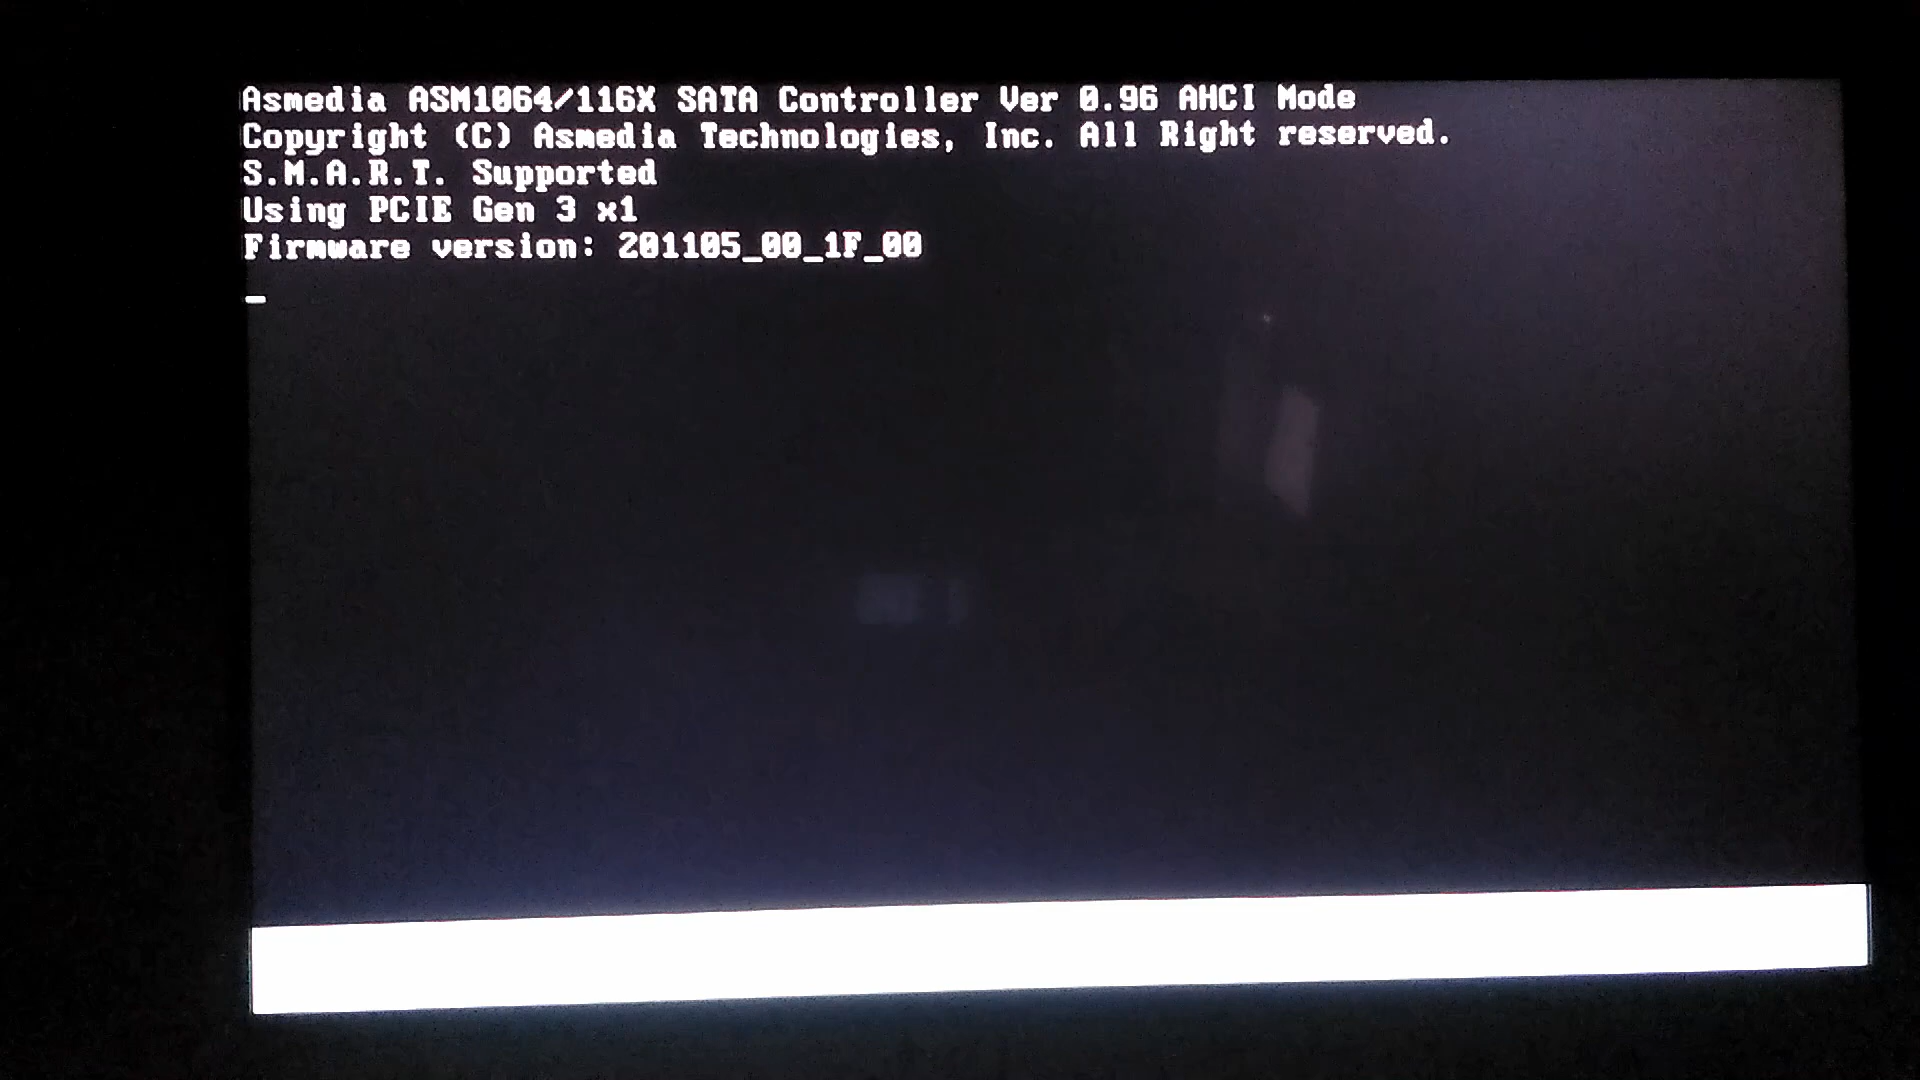 Asmedia ASM1064/116X SATA Controller Ver 0.96 AHCI Mode
Copyright (C) Asmedia Technologies, Inc. All Right reserved.
S.M.A.R.T. Supported
Using PCIE Gen 3 x1
Firmware version: 201105_00_1F_00
_